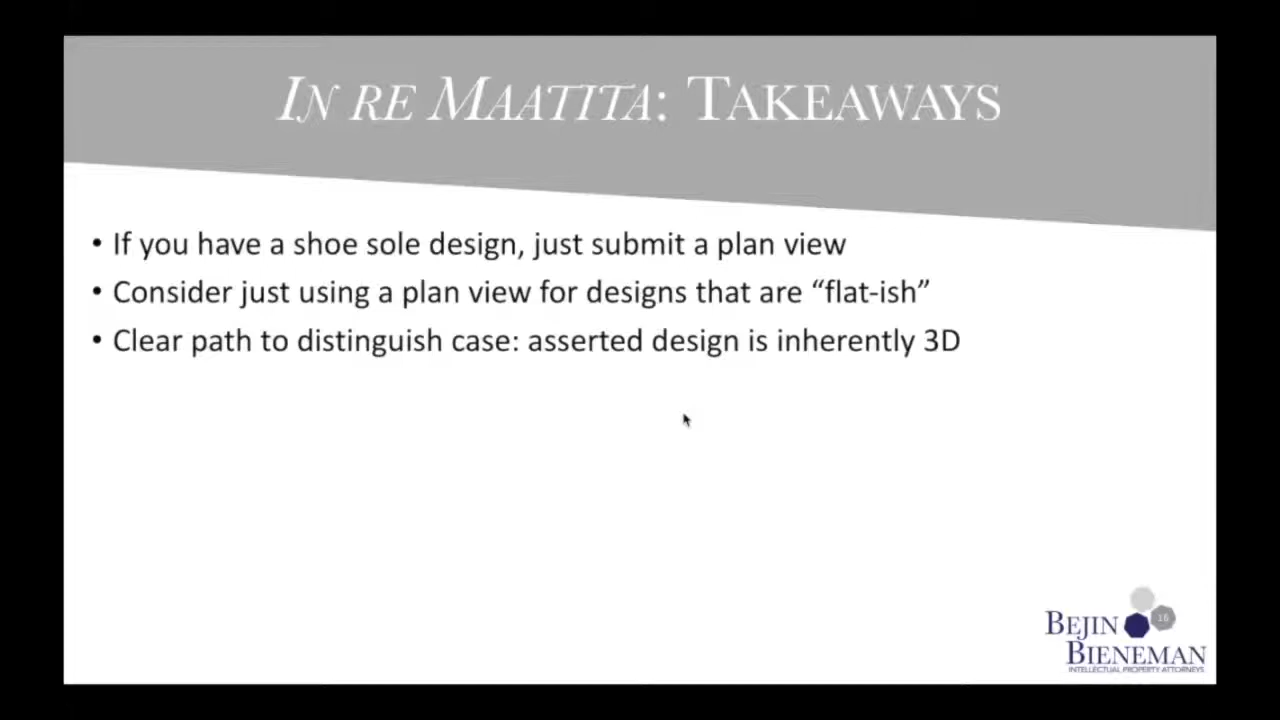 IN RE MAATITA: TAKEAWAYS
• If you have a shoe sole design, just submit a plan view
• Consider just using a plan view for designs that are “flat-ish”
• Clear path to distinguish case: asserted design is inherently 3D
16
BEJIN
BIENEMAN
INTELLECTUAL PROPERTY ATTORNEYS